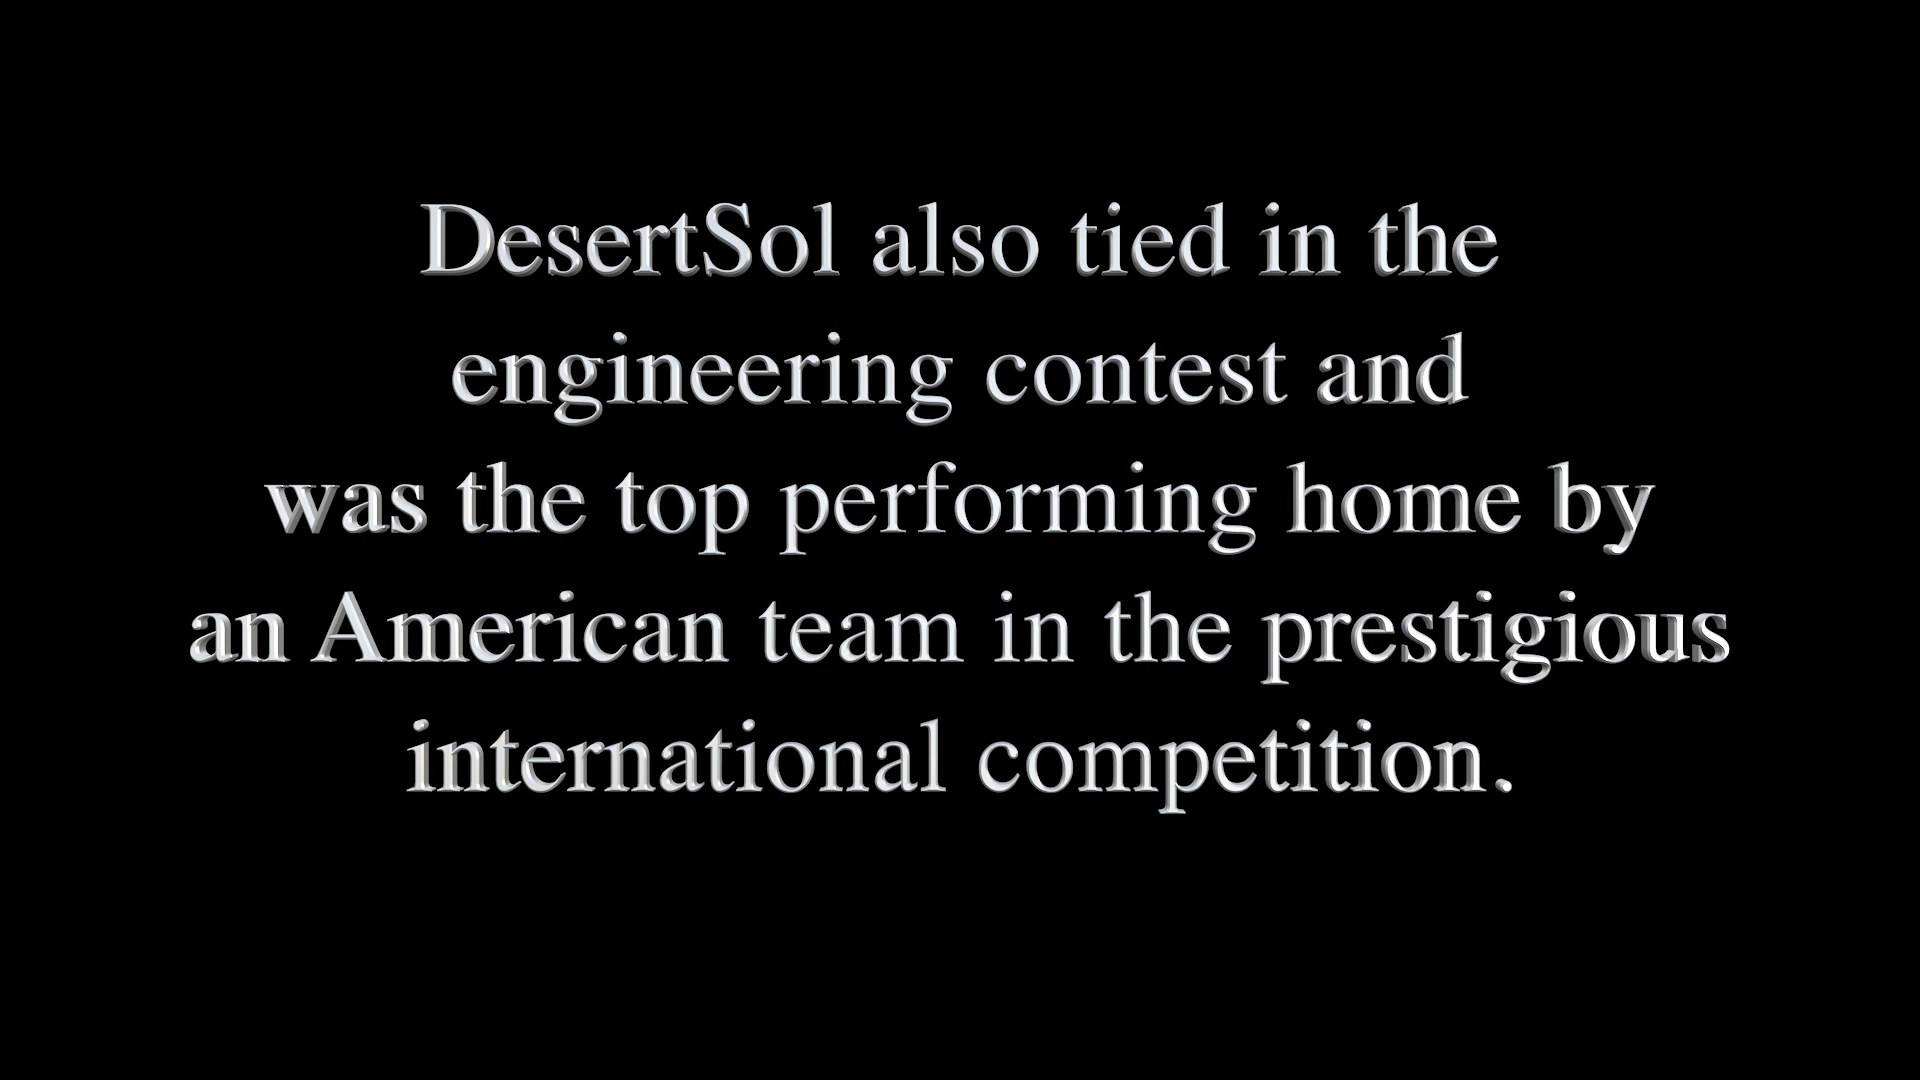 DesertSol also tied in the
engineering contest and
was the top performing home by
an American team in the prestigious
international competition.